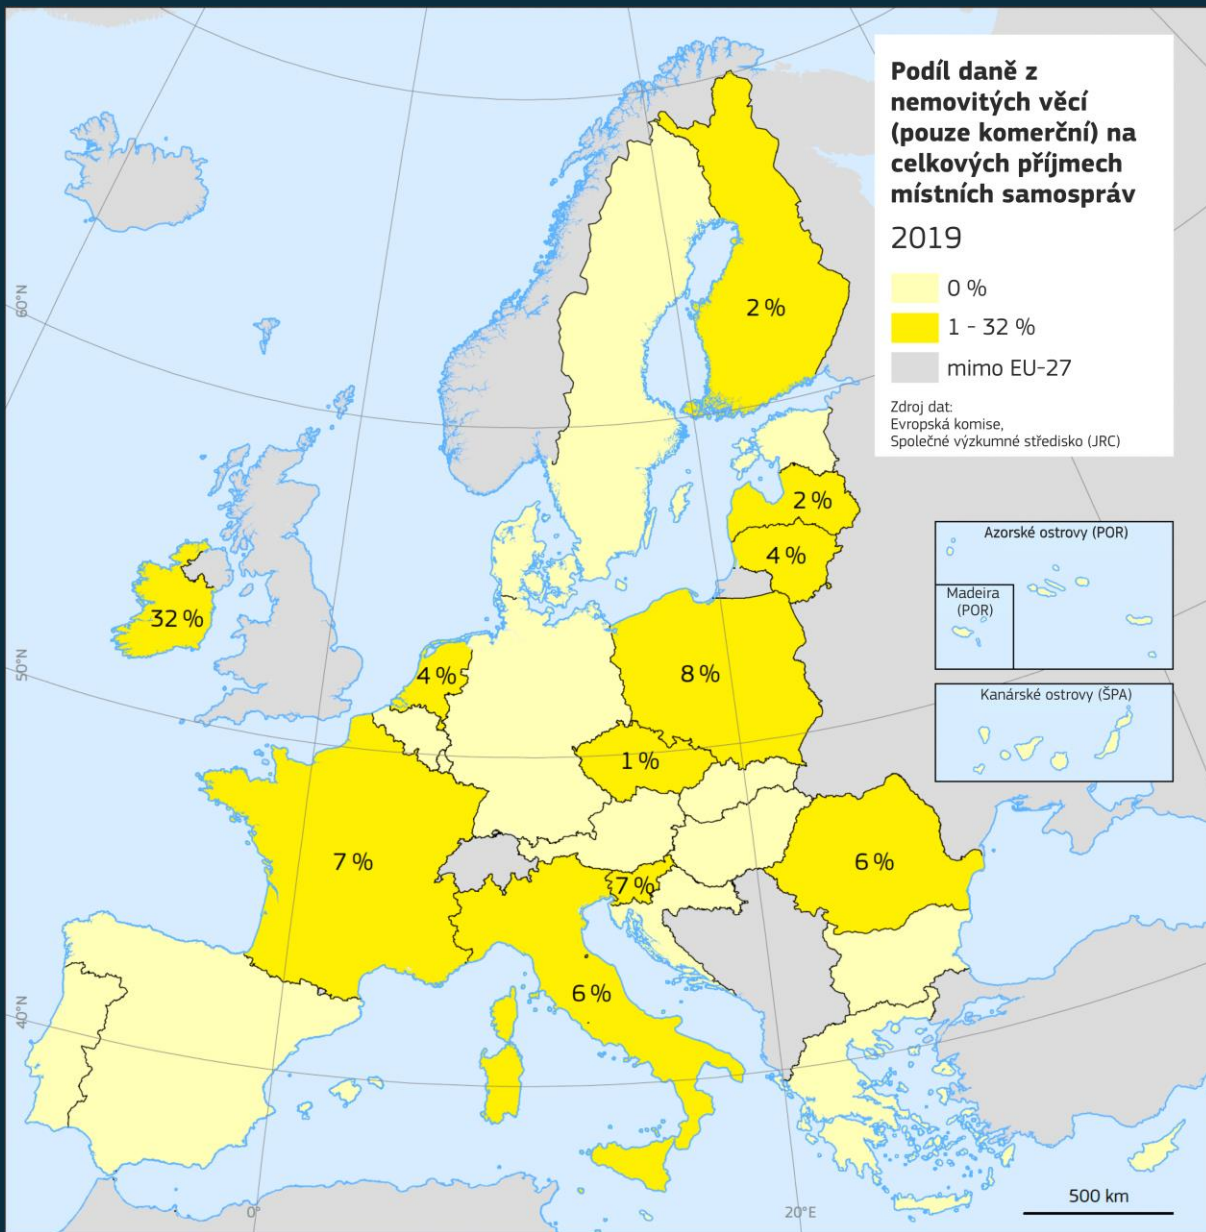 Podíl daně z
nemovitých věcí
(pouze komerční) na
celkových příjmech
místních samospráv
2019
0 %
1 - 32 %
mimo EU-27
Zdroj dat:
Evropská komise,
Společné výzkumné středisko (JRC)
2 %
60°N
2 %
4 %
Azorské ostrovy (POR)
Madeira
(POR)
32 %
50°N
4 %
8 %
Kanárské ostrovy (ŠPA)
1 %
7 %
6 %
7 %
6 %
40°N
0°
20°E
500 km